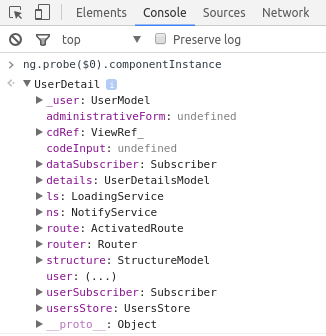 Elements Console Sources Network
top Preserve log
ng.probe($0).componentInstance
UserDetail i
_user: UserModel
administrativeForm: undefined
cdRef: ViewRef_
codeInput: undefined
dataSubscriber: Subscriber
details: UserDetailsModel
ls: LoadingService
ns: NotifyService
route: ActivatedRoute
router: Router
structure: StructureModel
user: (...)
userSubscriber: Subscriber
usersStore: UsersStore
__proto__: Object